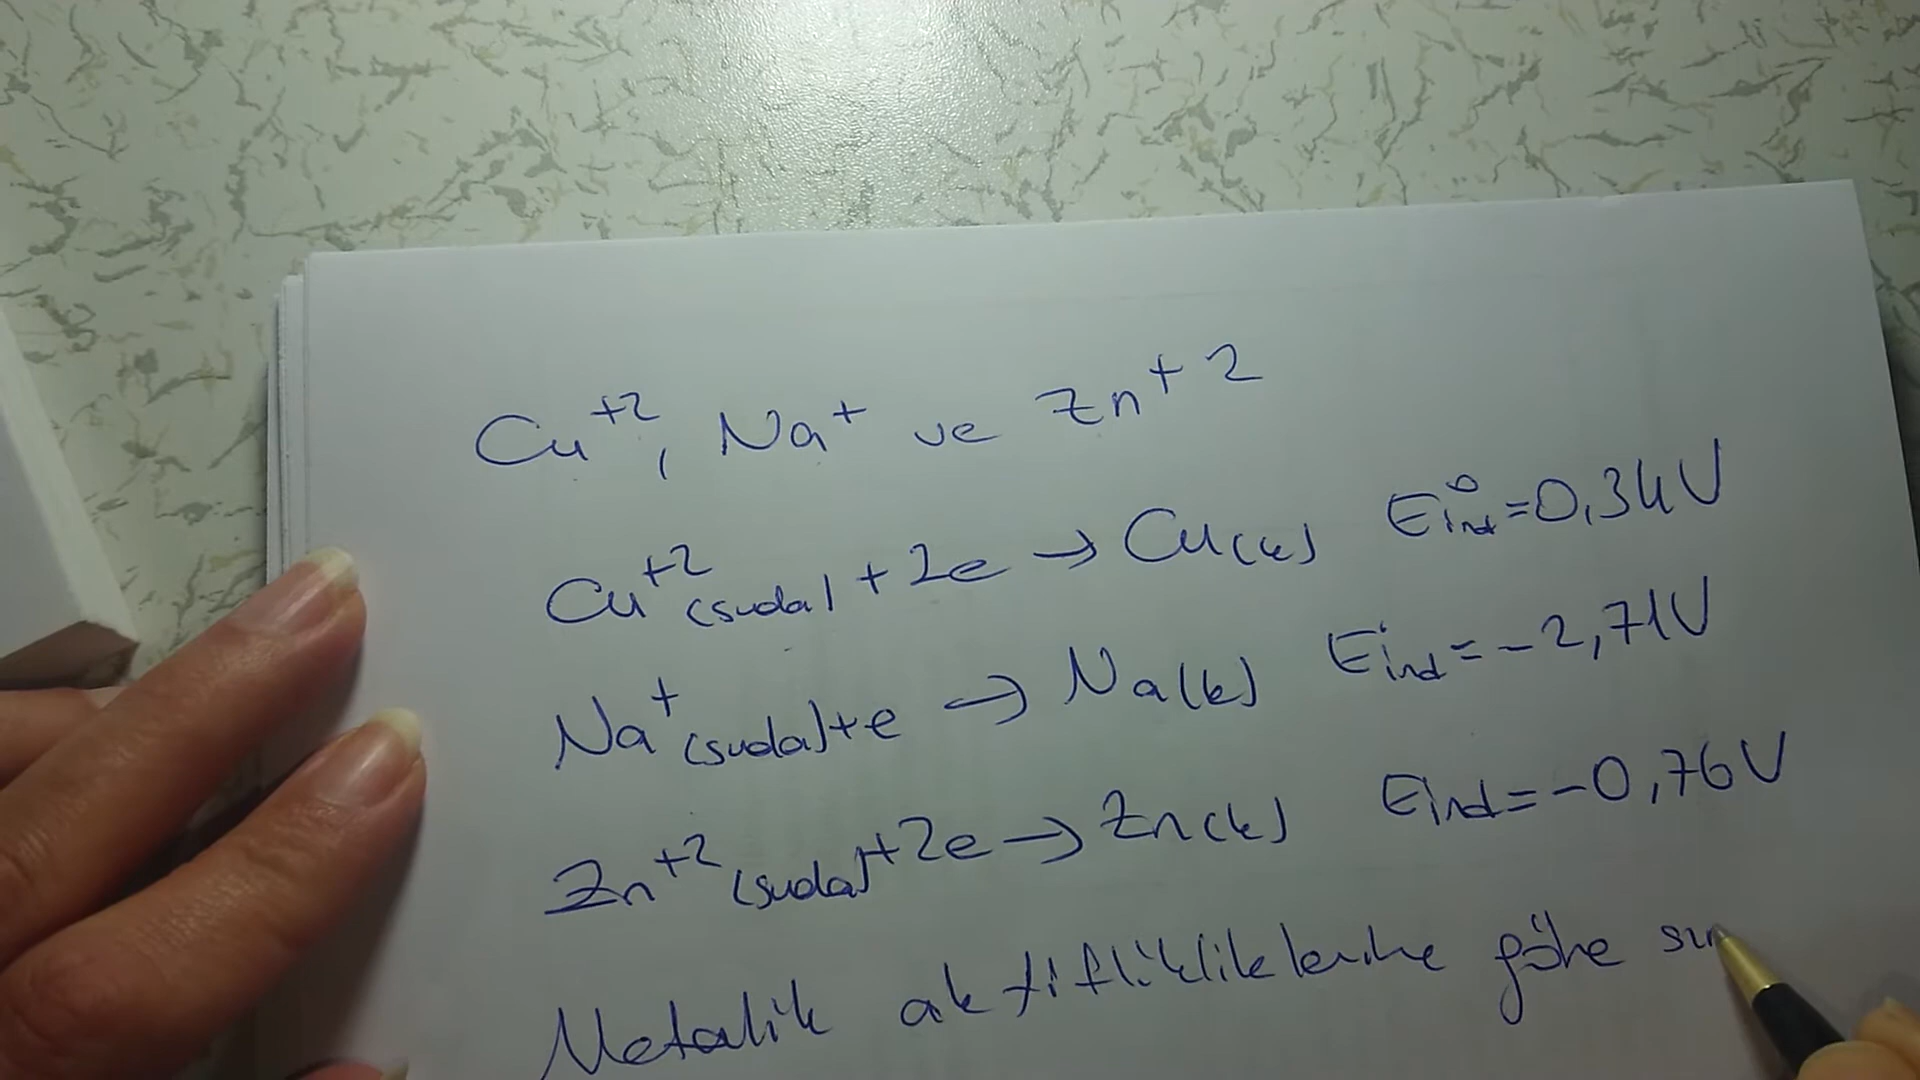 Cu+2, Na+ ve Zn+2
Cu+2(suda) + 2e → Cu(k) E°ind=0,34V
Na+(suda)+e → Na(k) Eind=-2,71V
Zn+2(suda)+2e → Zn(k) Eind=-0,76V
Metalik göre